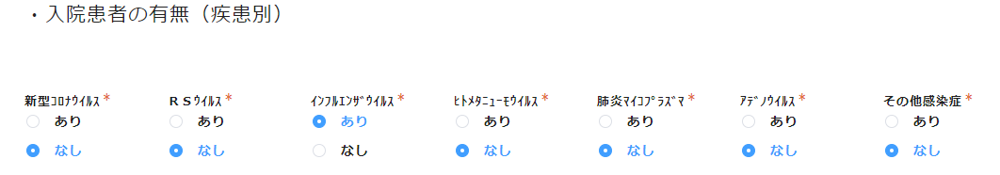 ・入院患者の有無（疾患別）
新型ｺﾛﾅｳｲﾙｽ * ＲＳｳｲﾙｽ * ｲﾝﾌﾙｴﾝｻﾞｳｲﾙｽ * ﾋﾄﾒﾀﾆｭｰﾓｳｲﾙｽ * 肺炎ﾏｲｺﾌﾟﾗｽﾞﾏ * ｱﾃﾞﾉｳｲﾙｽ * その他感染症 *
あり あり あり あり あり あり あり
なし なし なし なし なし なし なし